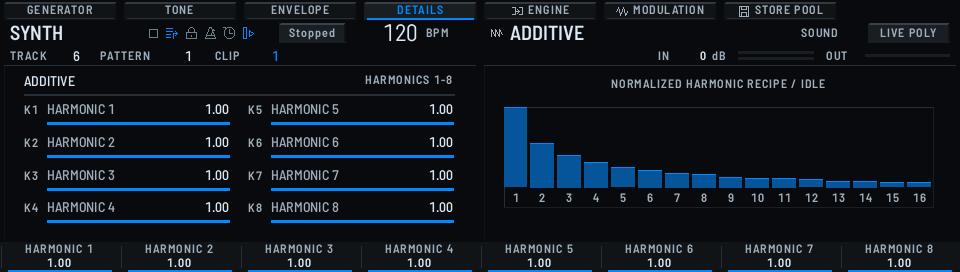 GENERATOR TONE ENVELOPE DETAILS ENGINE MODULATION STORE POOL
SYNTH Stopped 120 BPM ADDITIVE SOUND LIVE POLY
TRACK 6 PATTERN 1 CLIP 1 IN 0 dB OUT
ADDITIVE HARMONICS 1-8
K1 HARMONIC 1 1.00 K5 HARMONIC 5 1.00
K2 HARMONIC 2 1.00 K6 HARMONIC 6 1.00
K3 HARMONIC 3 1.00 K7 HARMONIC 7 1.00
K4 HARMONIC 4 1.00 K8 HARMONIC 8 1.00
NORMALIZED HARMONIC RECIPE / IDLE
1 2 3 4 5 6 7 8 9 10 11 12 13 14 15 16
HARMONIC 1 HARMONIC 2 HARMONIC 3 HARMONIC 4 HARMONIC 5 HARMONIC 6 HARMONIC 7 HARMONIC 8
1.00 1.00 1.00 1.00 1.00 1.00 1.00 1.00